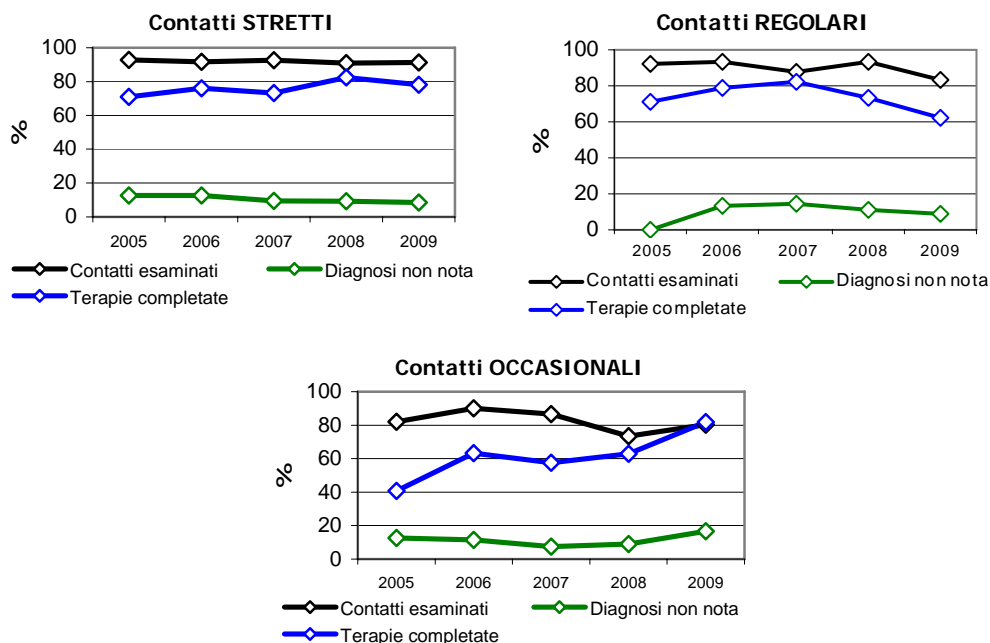 Contatti STRETTI
100
80
60
40
20
0
%
2005 2006 2007 2008 2009
Contatti esaminati Diagnosi non nota
Terapie completate
Contatti REGOLARI
100
80
60
40
20
0
%
2005 2006 2007 2008 2009
Contatti esaminati Diagnosi non nota
Terapie completate
Contatti OCCASIONALI
100
80
60
40
20
0
%
2005 2006 2007 2008 2009
Contatti esaminati Diagnosi non nota
Terapie completate